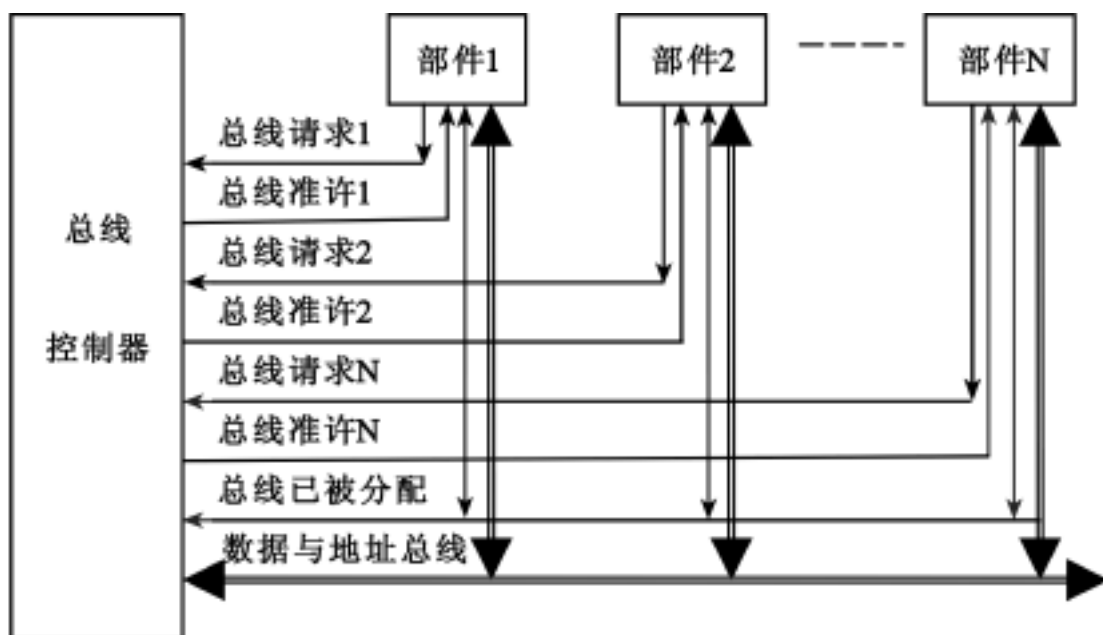 部件1
部件2
部件N
总线请求1
总线准许1
总线
总线请求2
总线准许2
控制器
总线请求N
总线准许N
总线已被分配
数据与地址总线